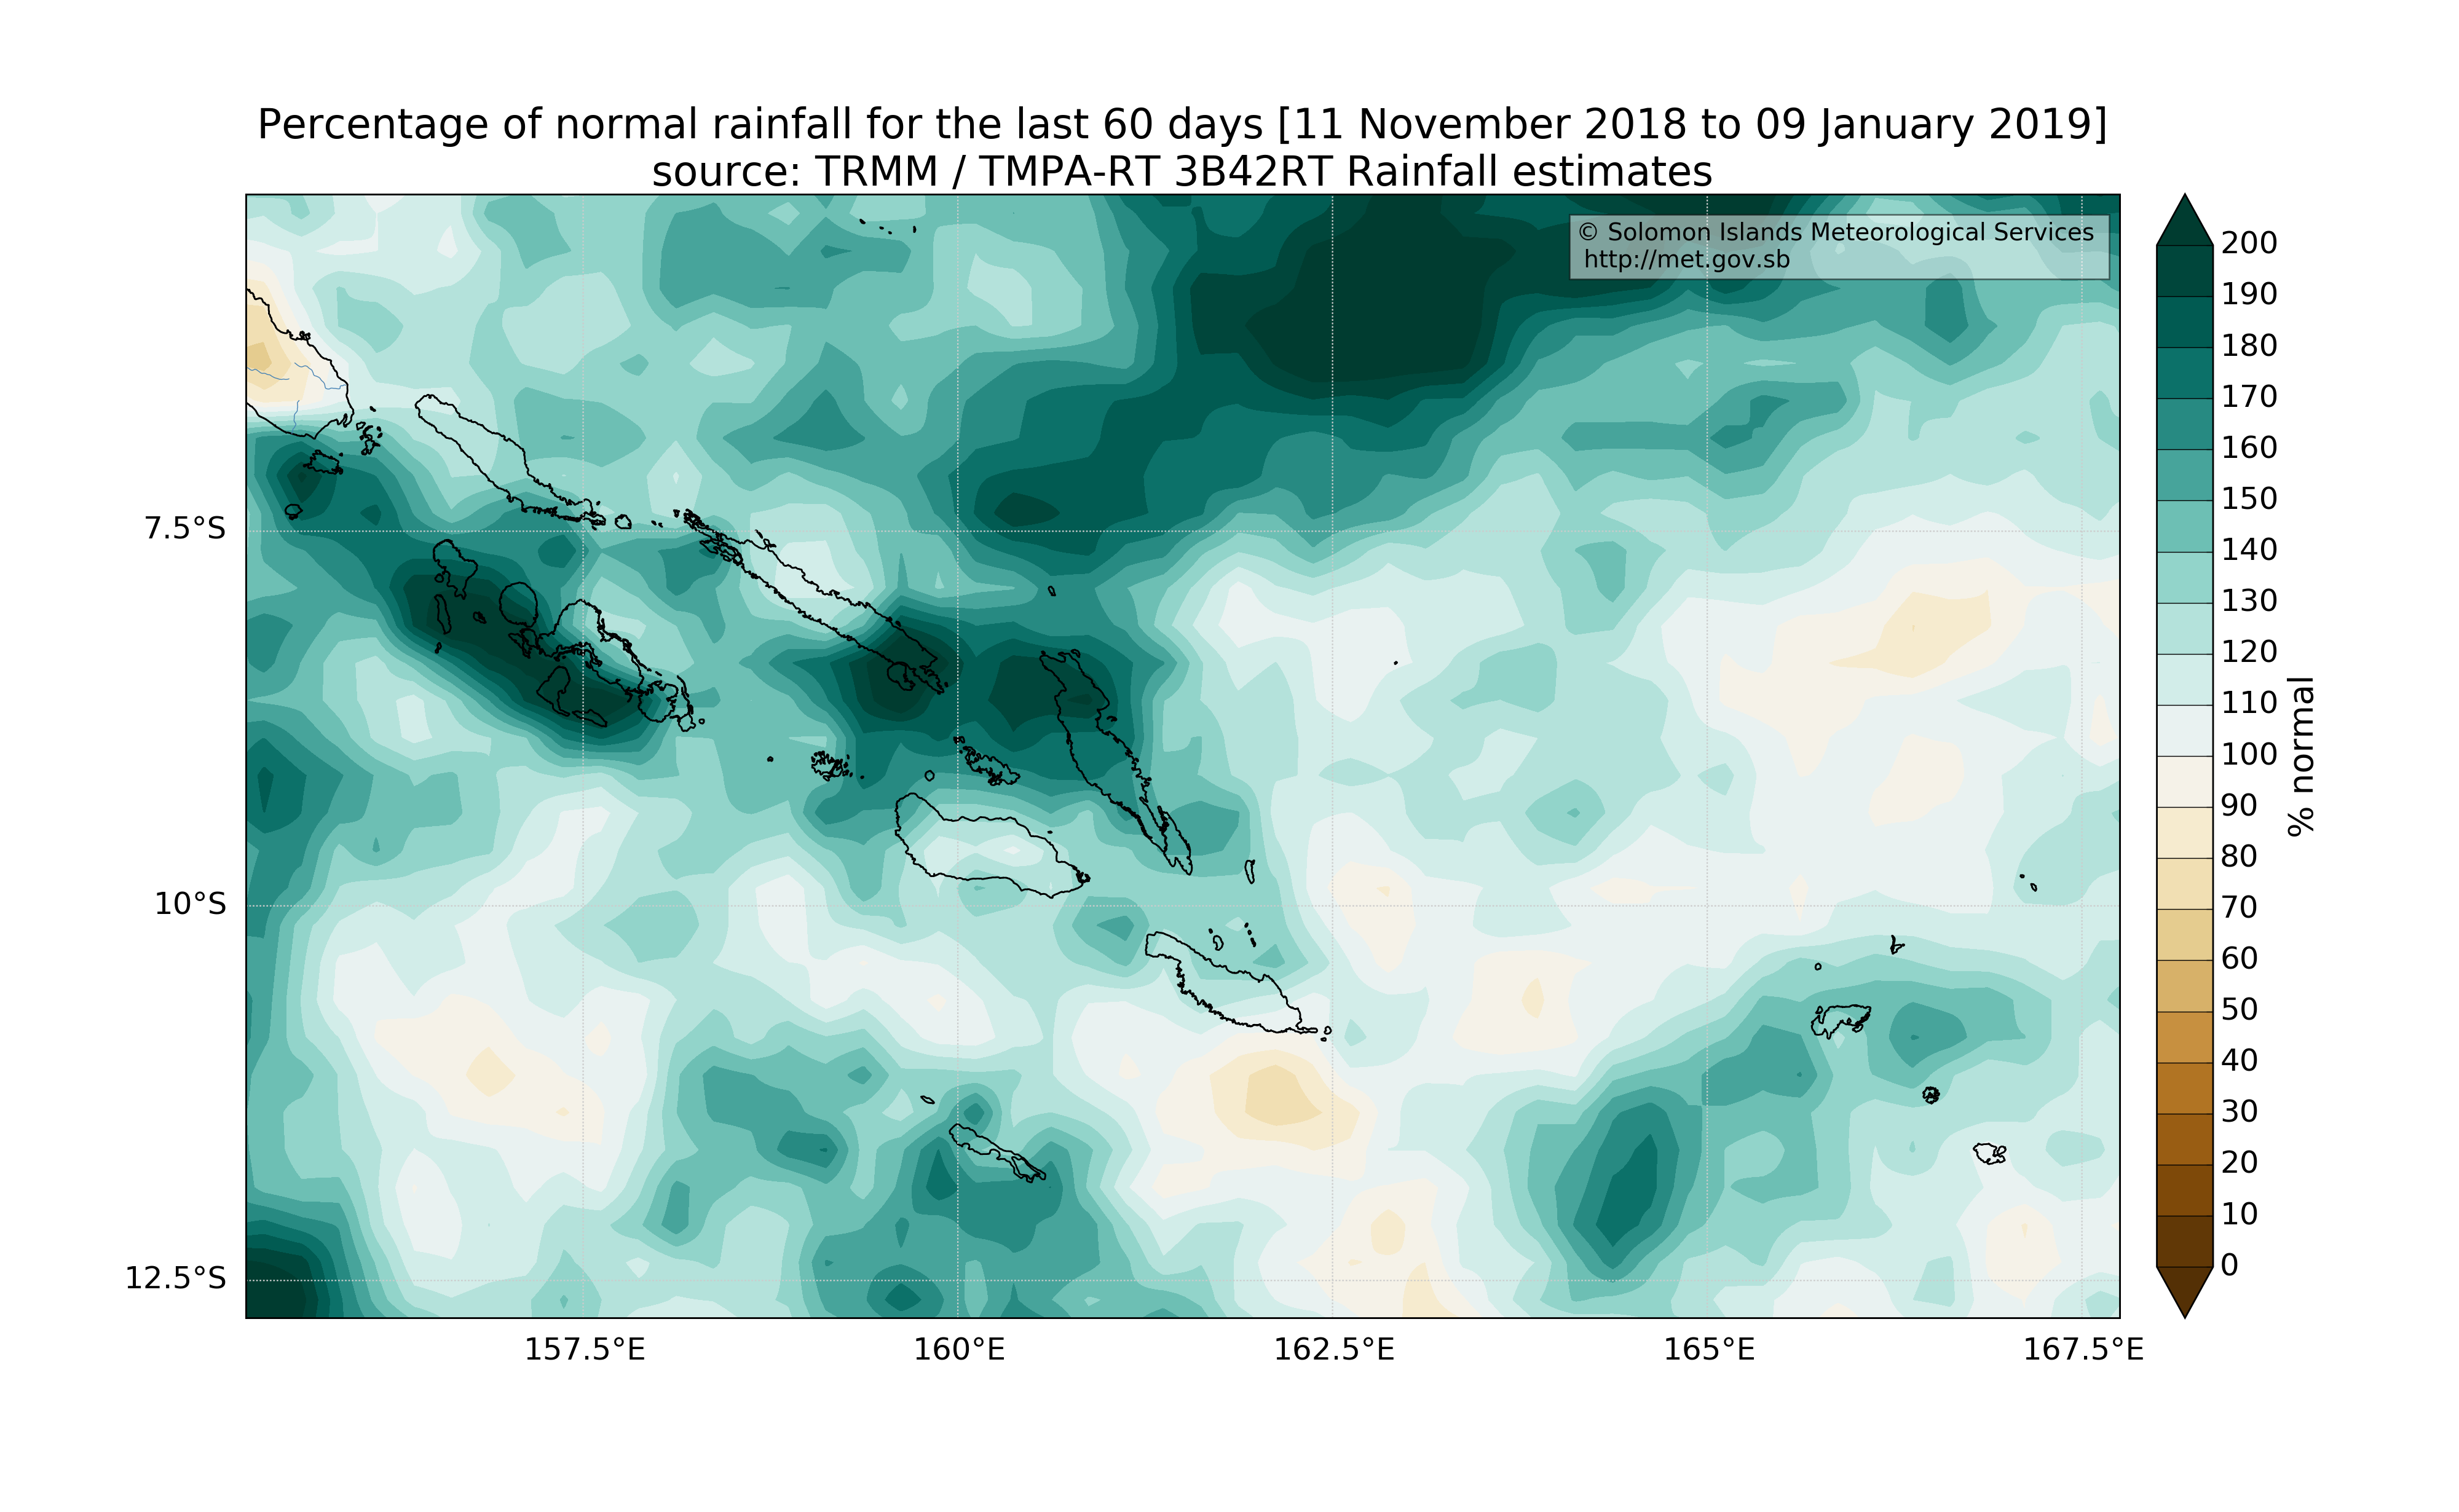 Percentage of normal rainfall for the last 60 days [11 November 2018 to 09 January 2019]
source: TRMM / TMPA-RT 3B42RT Rainfall estimates
© Solomon Islands Meteorological Services
http://met.gov.sb
7.5°S
10°S
12.5°S
157.5°E
160°E
162.5°E
165°E
167.5°E
200
190
180
170
160
150
140
130
120
110
100
90
80
70
60
50
40
30
20
10
0
% normal